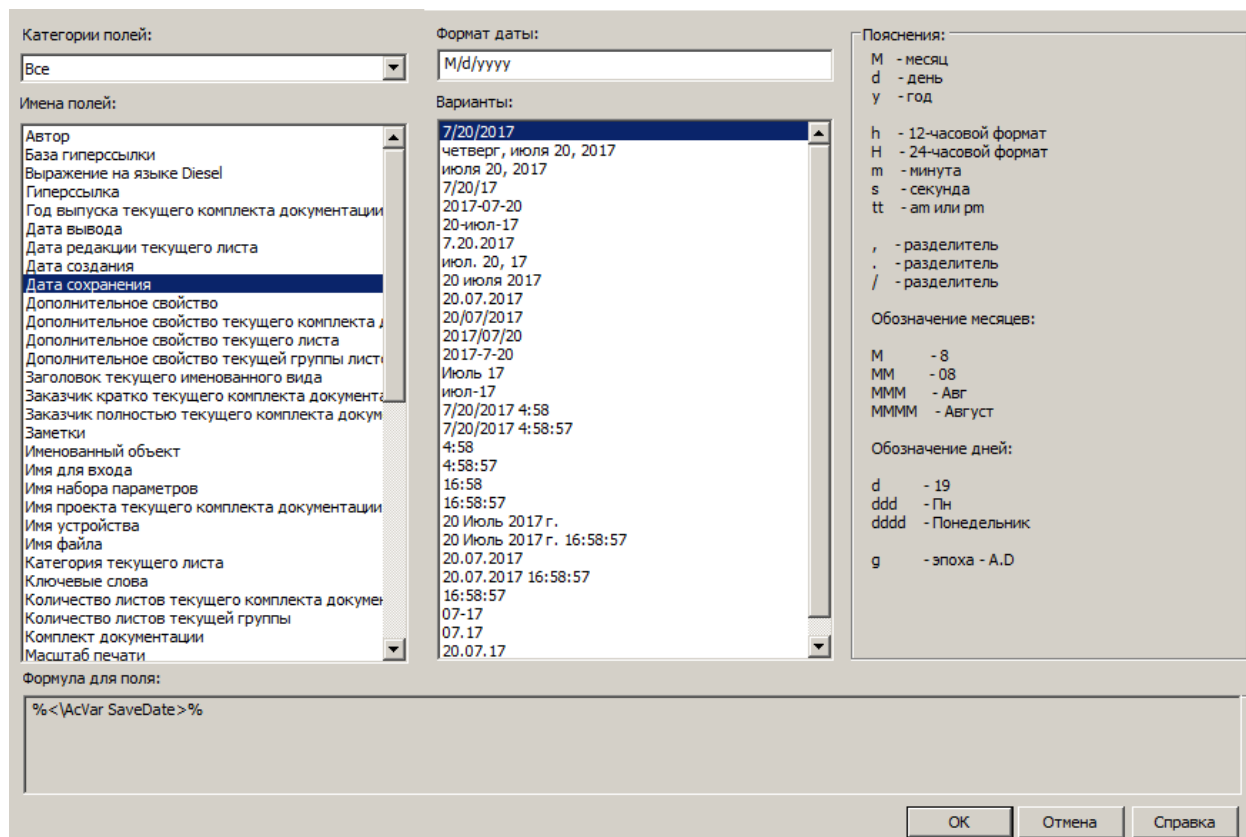 Категории полей:
Все
Имена полей:
Автор
База гиперссылки
Выражение на языке Diesel
Гиперссылка
Год выпуска текущего комплекта документации
Дата вывода
Дата редакции текущего листа
Дата создания
Дата сохранения
Дополнительное свойство
Дополнительное свойство текущего комплекта
Дополнительное свойство текущего листа
Дополнительное свойство текущей группы лист
Заголовок текущего именованного вида
Заказчик кратко текущего комплекта документа
Заказчик полностью текущего комплекта докум
Заметки
Именованный объект
Имя для входа
Имя набора параметров
Имя проекта текущего комплекта документации
Имя устройства
Имя файла
Категория текущего листа
Ключевые слова
Количество листов текущего комплекта докуме
Количество листов текущей группы
Комплект документации
Масштаб печати
Формат даты:
M/d/yyyy
Варианты:
7/20/2017
четверг, июля 20, 2017
июля 20, 2017
7/20/17
2017-07-20
20-июл-17
7.20.2017
июл. 20, 17
20 июля 2017
20.07.2017
20/07/2017
2017/07/20
2017-7-20
Июль 17
июл-17
7/20/2017 4:58
7/20/2017 4:58:57
4:58
4:58:57
16:58
16:58:57
20 Июль 2017 г.
20 Июль 2017 г. 16:58:57
20.07.2017
20.07.2017 16:58:57
16:58:57
07-17
07.17
20.07.17
Пояснения:
M - месяц
d - день
y - год
h - 12-часовой формат
H - 24-часовой формат
m - минута
s - секунда
tt - am или pm
, - разделитель
. - разделитель
/ - разделитель
Обозначение месяцев:
M - 8
MM - 08
MMM - Авг
MMMM - Август
Обозначение дней:
d - 19
ddd - Пн
dddd - Понедельник
g - эпоха - A.D
Формула для поля:
%<\AcVar SaveDate>%
OK Отмена Справка